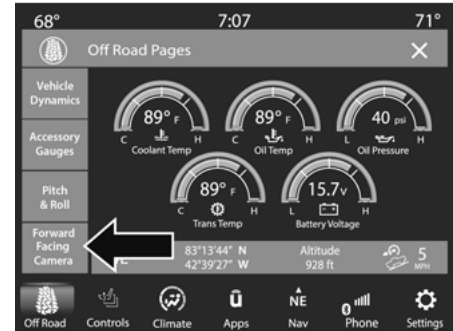 68°
7:07
71°
Off Road Pages
Vehicle
Dynamics
Accessory
Gauges
Pitch
& Roll
Forward
Facing
Camera
89° F
C H
Coolant Temp
89° F
C H
Oil Temp
40 psi
L H
Oil Pressure
89° F
C H
Trans Temp
15.7v
L H
Battery Voltage
83°13'44" N
42°39'27" W
Altitude
928 ft
5
MPH
Off Road
Controls
Climate
ü
Apps
NE
Nav
Phone
Settings